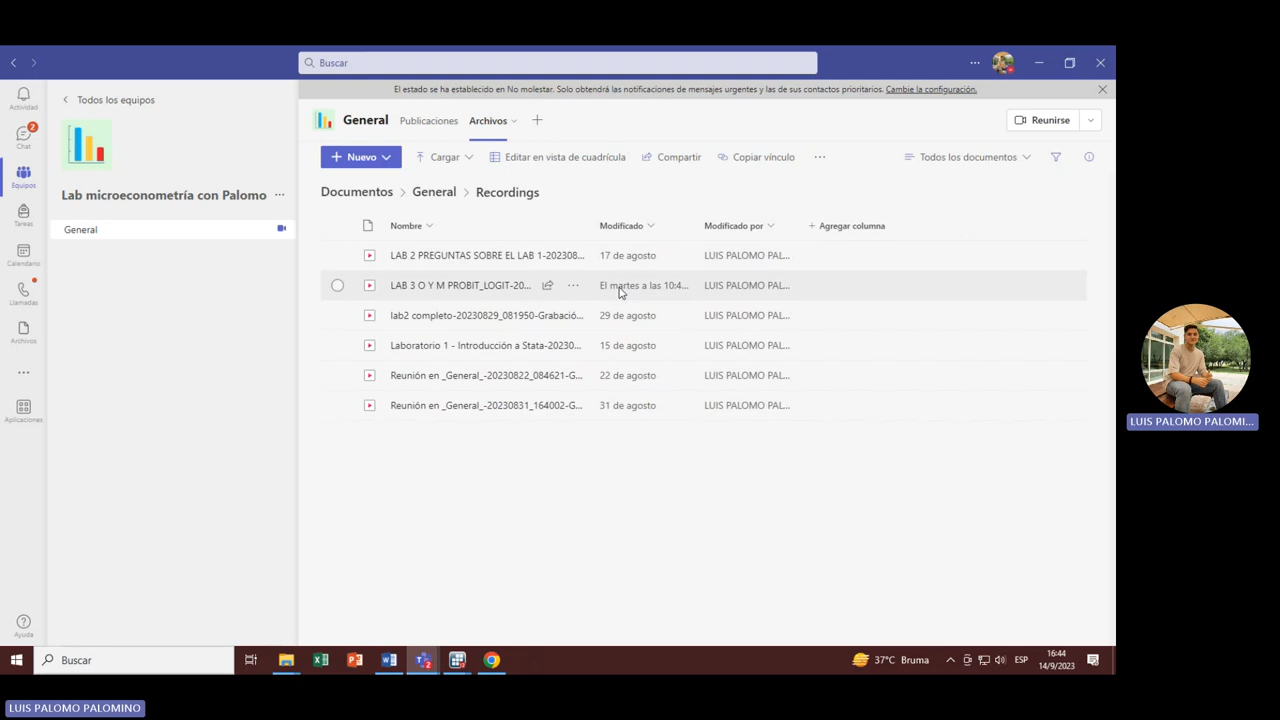 Buscar
El estado se ha establecido en No molestar. Solo obtendrá las notificaciones de mensajes urgentes y las de sus contactos prioritarios. Cambie la configuración.
Actividad
Chat
2
Equipos
Tareas
Calendario
Llamadas
Archivos
Aplicaciones
Ayuda
Todos los equipos
Lab microeconometría con Palomo
General
General Publicaciones Archivos
Reunirse
Nuevo Cargar Editar en vista de cuadrícula Compartir Copiar vínculo ... Todos los documentos
Documentos > General > Recordings
Nombre Modificado Modificado por + Agregar columna
LAB 2 PREGUNTAS SOBRE EL LAB 1-202308... 17 de agosto LUIS PALOMO PAL...
LAB 3 O Y M PROBIT_LOGIT-20... El martes a las 10:4... LUIS PALOMO PAL...
lab2 completo-20230829_081950-Grabació... 29 de agosto LUIS PALOMO PAL...
Laboratorio 1 - Introducción a Stata-20230... 15 de agosto LUIS PALOMO PAL...
Reunión en _General_-20230822_084621-G... 22 de agosto LUIS PALOMO PAL...
Reunión en _General_-20230831_164002-G... 31 de agosto LUIS PALOMO PAL...
LUIS PALOMO PALOMI...
Buscar
37°C Bruma
ESP
16:44
14/9/2023
LUIS PALOMO PALOMINO